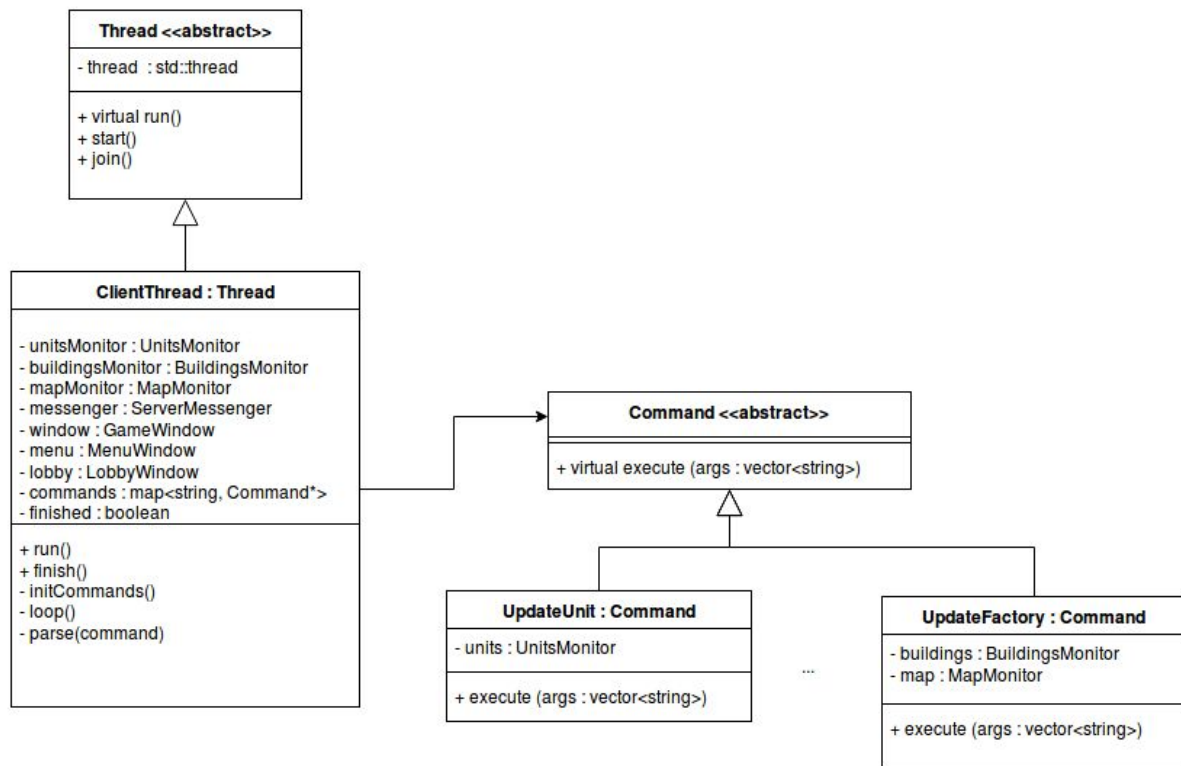 Thread <<abstract>>
- thread : std::thread
+ virtual run()
+ start()
+ join()
ClientThread : Thread
- unitsMonitor : UnitsMonitor
- buildingsMonitor : BuildingsMonitor
- mapMonitor : MapMonitor
- messenger : ServerMessenger
- window : GameWindow
- menu : MenuWindow
- lobby : LobbyWindow
- commands : map<string, Command*>
- finished : boolean
+ run()
+ finish()
- initCommands()
- loop()
- parse(command)
Command <<abstract>>
+ virtual execute (args : vector<string>)
UpdateUnit : Command
- units : UnitsMonitor
+ execute (args : vector<string>)
...
UpdateFactory : Command
- buildings : BuildingsMonitor
- map : MapMonitor
+ execute (args : vector<string>)